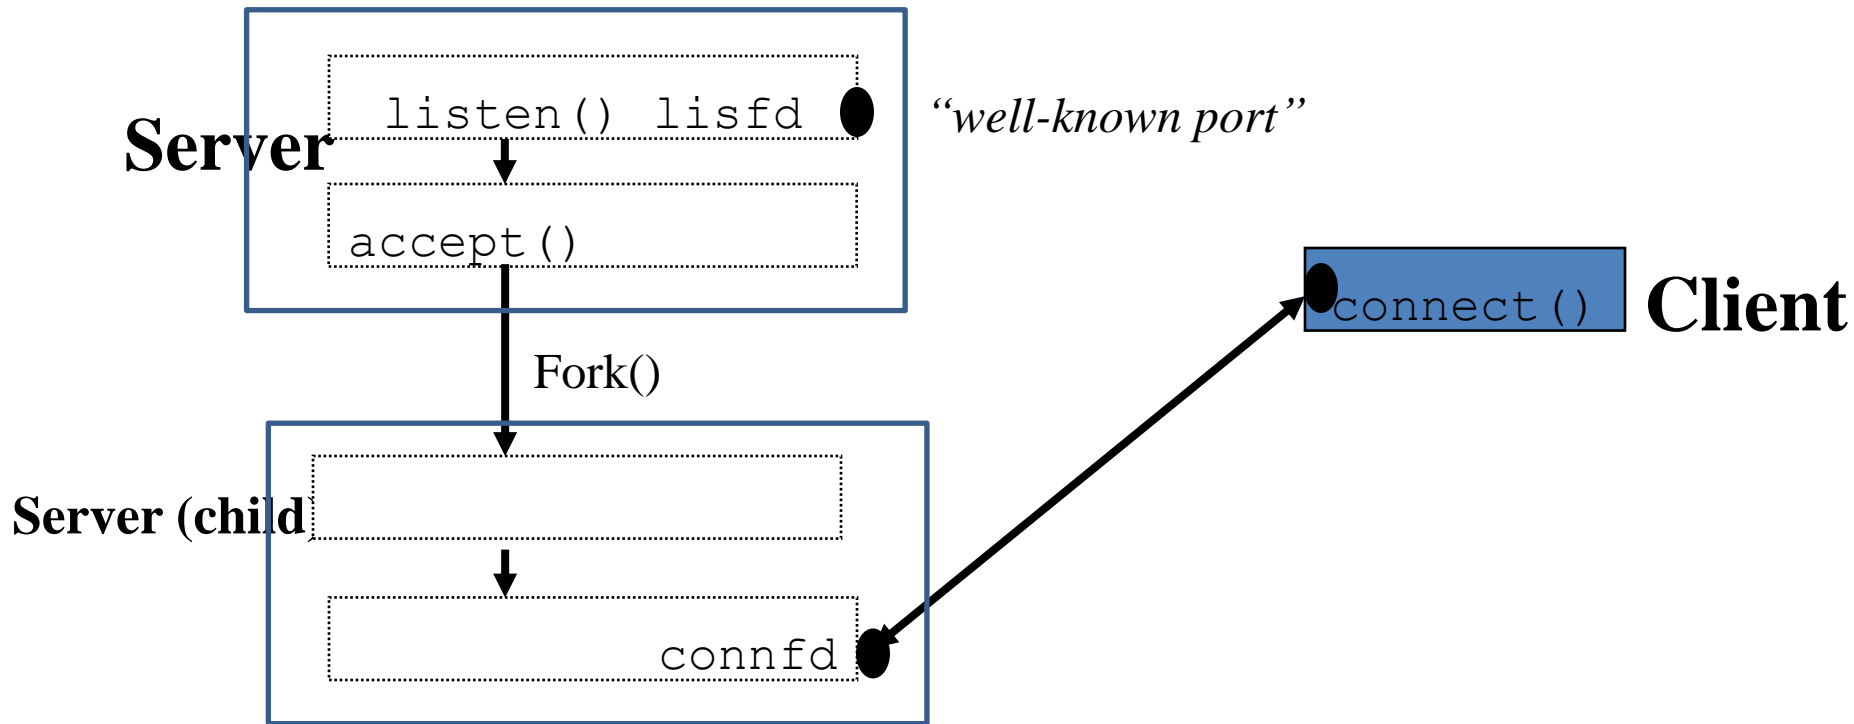 listen() lisfd
“well-known port”
Server
accept()
connect()
Client
Fork()
Server (child)
connfd